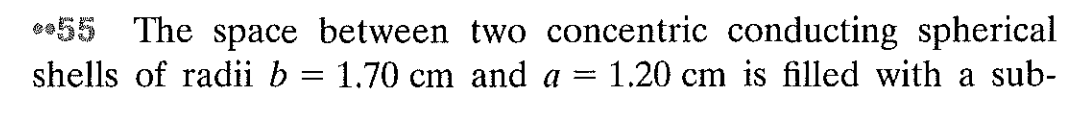 ••55 The space between two concentric conducting spherical
shells of radii b = 1.70 cm and a = 1.20 cm is filled with a sub-